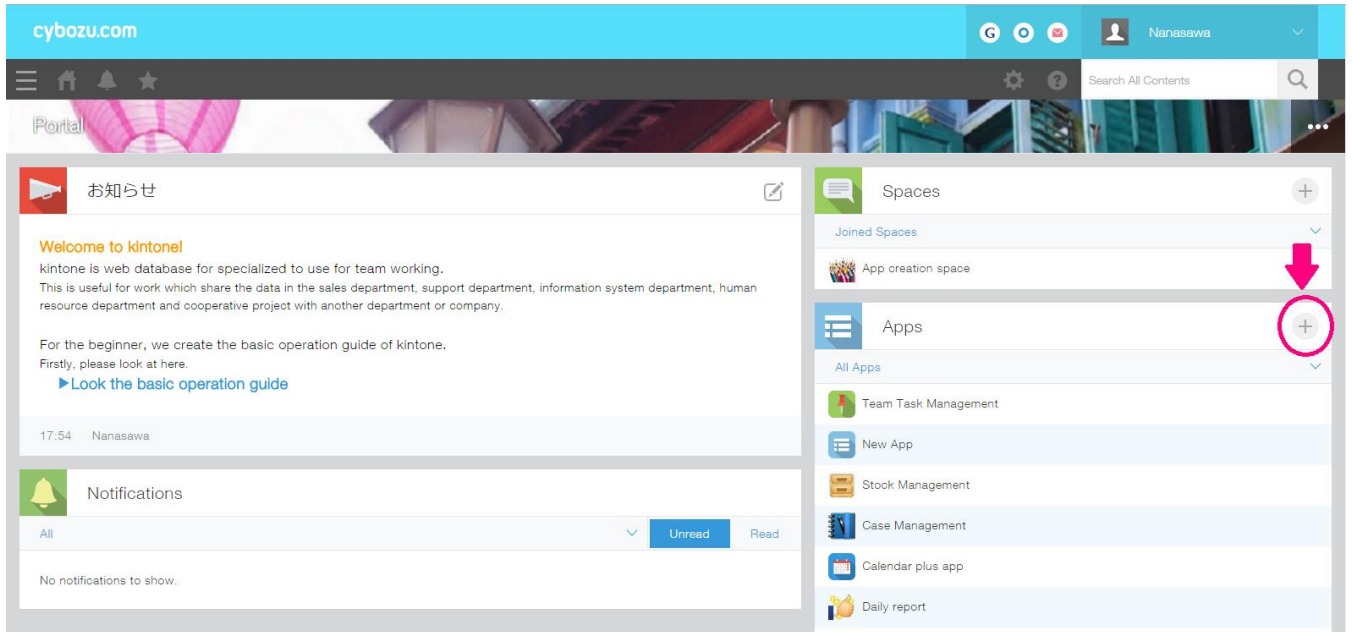 cybozu.com
G
Nanasawa
Search All Contents
Portal
お知らせ
Welcome to kintone!
kintone is web database for specialized to use for team working.
This is useful for work which share the data in the sales department, support department, information system department, human
resource department and cooperative project with another department or company.
For the beginner, we create the basic operation guide of kintone.
Firstly, please look at here.
▶Look the basic operation guide
17:54 Nanasawa
Notifications
All
Unread
Read
No notifications to show.
Spaces
Joined Spaces
App creation space
Apps
All Apps
Team Task Management
New App
Stock Management
Case Management
Calendar plus app
Daily report